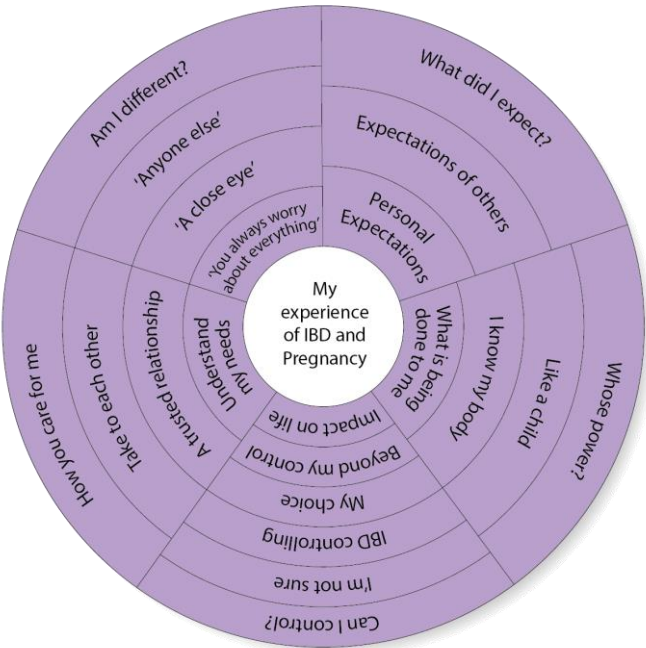 My
experience
of IBD and
Pregnancy
What did I expect?
Expectations of others
Personal
Expectations
Whose power?
Like a child
I know my body
What is being
done to me
Can I control?
I'm not sure
IBD controlling
My choice
Beyond my control
Impact on life
How you care for me
Take to each other
A trusted relationship
Understand
my needs
Am I different?
'Anyone else'
'A close eye'
'You always worry
about everything'